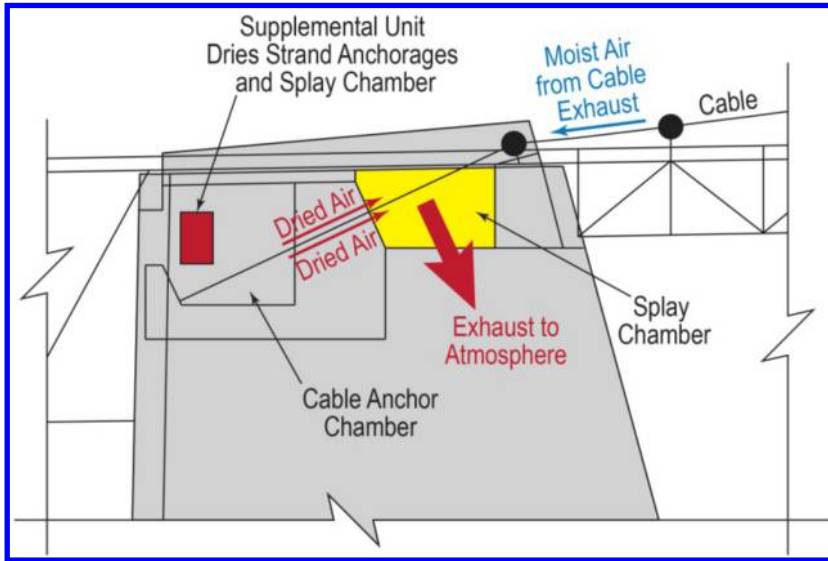 Supplemental Unit
Dries Strand Anchorages
and Splay Chamber
Moist Air
from Cable
Exhaust
Cable
Dried Air
Dried Air
Splay
Chamber
Exhaust to
Atmosphere
Cable Anchor
Chamber